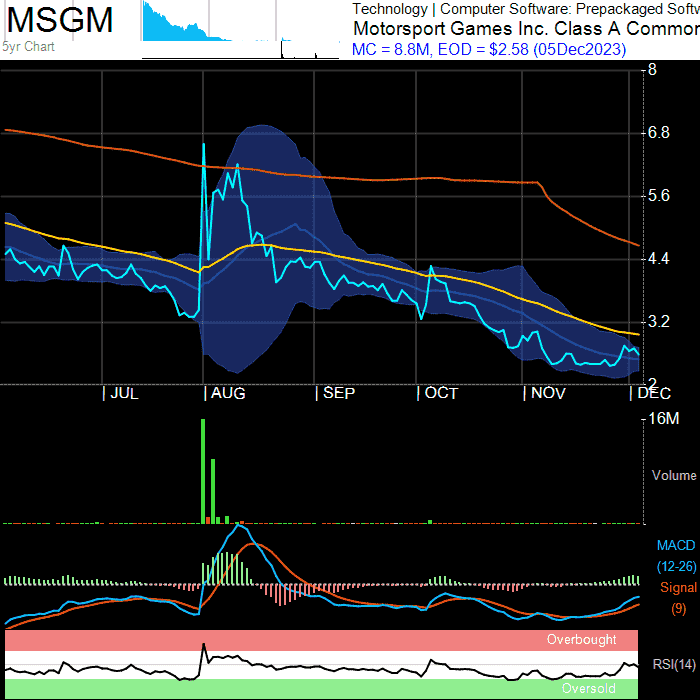 MSGM
5yr Chart
Technology | Computer Software: Prepackaged Softw
Motorsport Games Inc. Class A Common
MC = 8.8M, EOD = $2.58 (05Dec2023)
8
6.8
5.6
4.4
3.2
2
| JUL | AUG | SEP | OCT | NOV | DEC
16M
Volume
MACD
(12-26)
Signal
(9)
Overbought
RSI(14)
Oversold